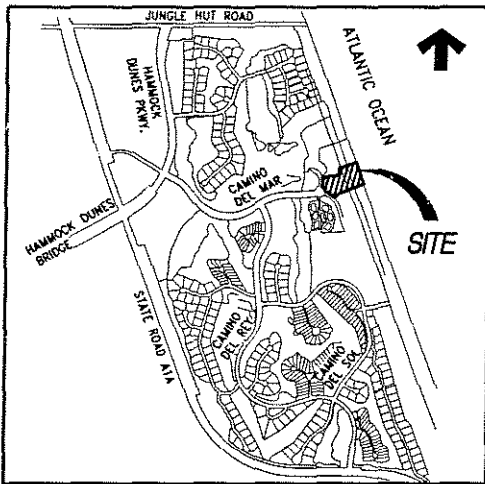 JUNGLE HUT ROAD
HAMMOCK
DUNES PKWY.
ATLANTIC OCEAN
CAMINO
DEL MAR
SITE
HAMMOCK DUNES
BRIDGE
STATE ROAD A1A
CAMINO
DEL REY
CAMINO
DEL SOL